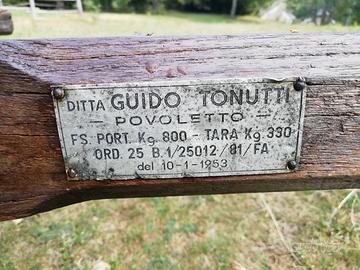 DITTA GUIDO TONUTTI
— POVOLETTO —
FS. PORT. Kg 800 - TARA Kg 330
ORD. 25 B.1/25012/81/FA
del 10-1-1953
subito